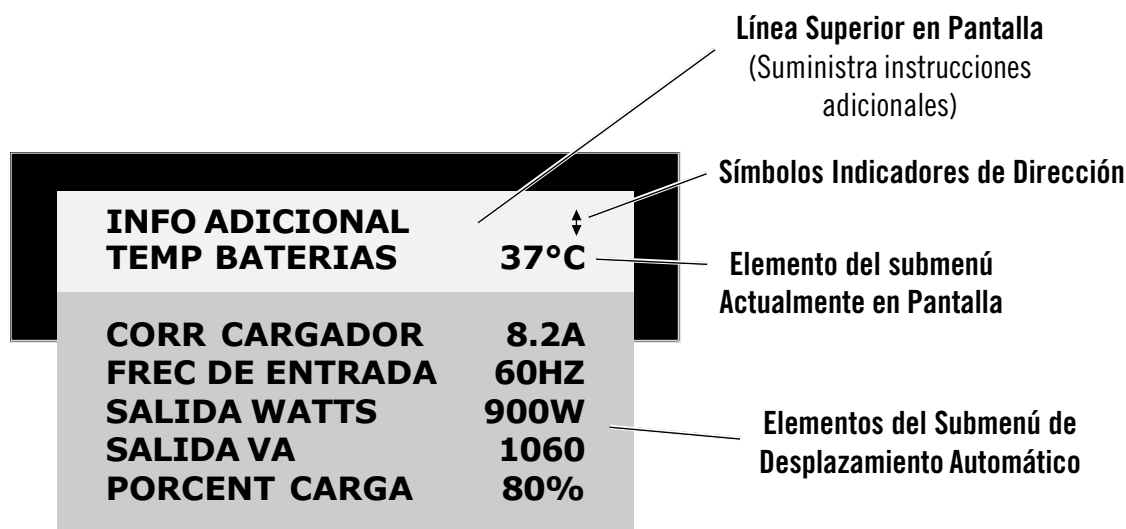 Línea Superior en Pantalla
(Suministra instrucciones
adicionales)
Símbolos Indicadores de Dirección
INFO ADICIONAL
TEMP BATERIAS 37°C
Elemento del submenú
Actualmente en Pantalla
CORR CARGADOR 8.2A
FREC DE ENTRADA 60HZ
SALIDA WATTS 900W
SALIDA VA 1060
PORCENT CARGA 80%
Elementos del Submenú de
Desplazamiento Automático